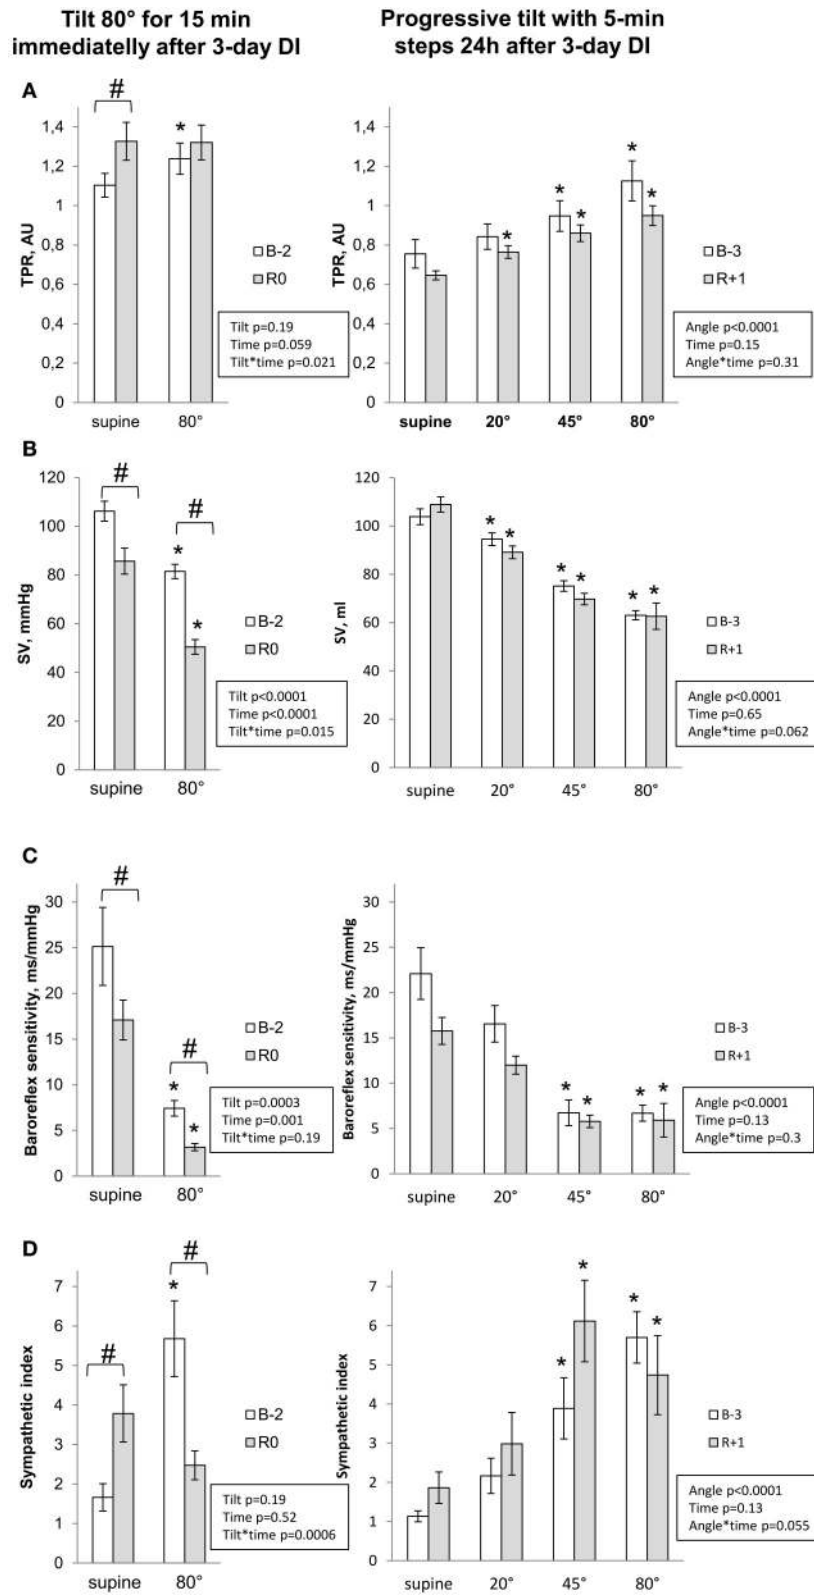 Tilt 80° for 15 min
immediatelly after 3-day DI
Progressive tilt with 5-min
steps 24h after 3-day DI
A
#
TPR, AU
1,4
1,2
1
0,8
0,6
0,4
0,2
0
*
supine
80°
B-2
R0
Tilt p=0.19
Time p=0.059
Tilt*time p=0.021
TPR, AU
1,4
1,2
1
0,8
0,6
0,4
0,2
0
*
*
*
*
*
supine
20°
45°
80°
B-3
R+1
Angle p<0.0001
Time p=0.15
Angle*time p=0.31
B
#
#
SV, mmHg
120
100
80
60
40
20
0
*
*
supine
80°
B-2
R0
Tilt p<0.0001
Time p<0.0001
Tilt*time p=0.015
SV, ml
120
100
80
60
40
20
0
*
*
*
*
*
*
supine
20°
45°
80°
B-3
R+1
Angle p<0.0001
Time p=0.65
Angle*time p=0.062
C
#
#
Baroreflex sensitivity, ms/mmHg
30
25
20
15
10
5
0
*
*
supine
80°
B-2
R0
Tilt p=0.0003
Time p=0.001
Tilt*time p=0.19
Baroreflex sensitivity, ms/mmHg
30
25
20
15
10
5
0
*
*
*
*
supine
20°
45°
80°
B-3
R+1
Angle p<0.0001
Time p=0.13
Angle*time p=0.3
D
#
#
Sympathetic index
7
6
5
4
3
2
1
0
*
supine
80°
B-2
R0
Tilt p=0.19
Time p=0.52
Tilt*time p=0.0006
Sympathetic index
7
6
5
4
3
2
1
0
*
*
*
*
supine
20°
45°
80°
B-3
R+1
Angle p<0.0001
Time p=0.13
Angle*time p=0.055